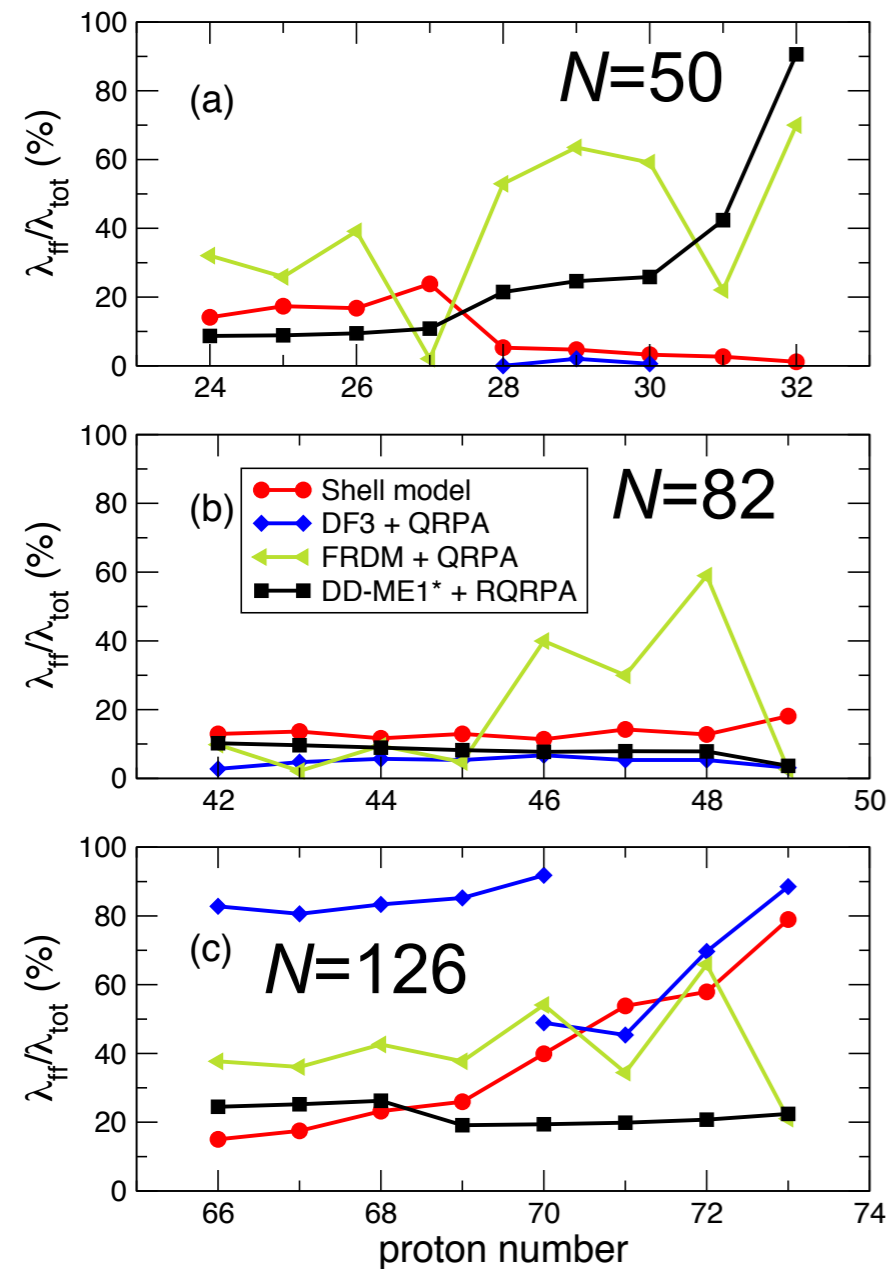 100
80
60
40
20
0
λff/λtot (%)
(a)
N=50
24 26 28 30 32
100
80
60
40
20
0
λff/λtot (%)
(b)
N=82
Shell model
DF3 + QRPA
FRDM + QRPA
DD-ME1* + RQRPA
42 44 46 48 50
100
80
60
40
20
0
λff/λtot (%)
(c)
N=126
66 68 70 72 74
proton number